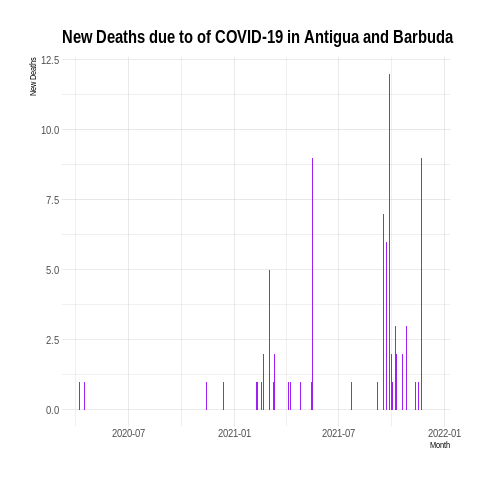 New Deaths due to of COVID-19 in Antigua and Barbuda
New Deaths
12.5
10.0
7.5
5.0
2.5
0.0
2020-07 2021-01 2021-07 2022-01
Month